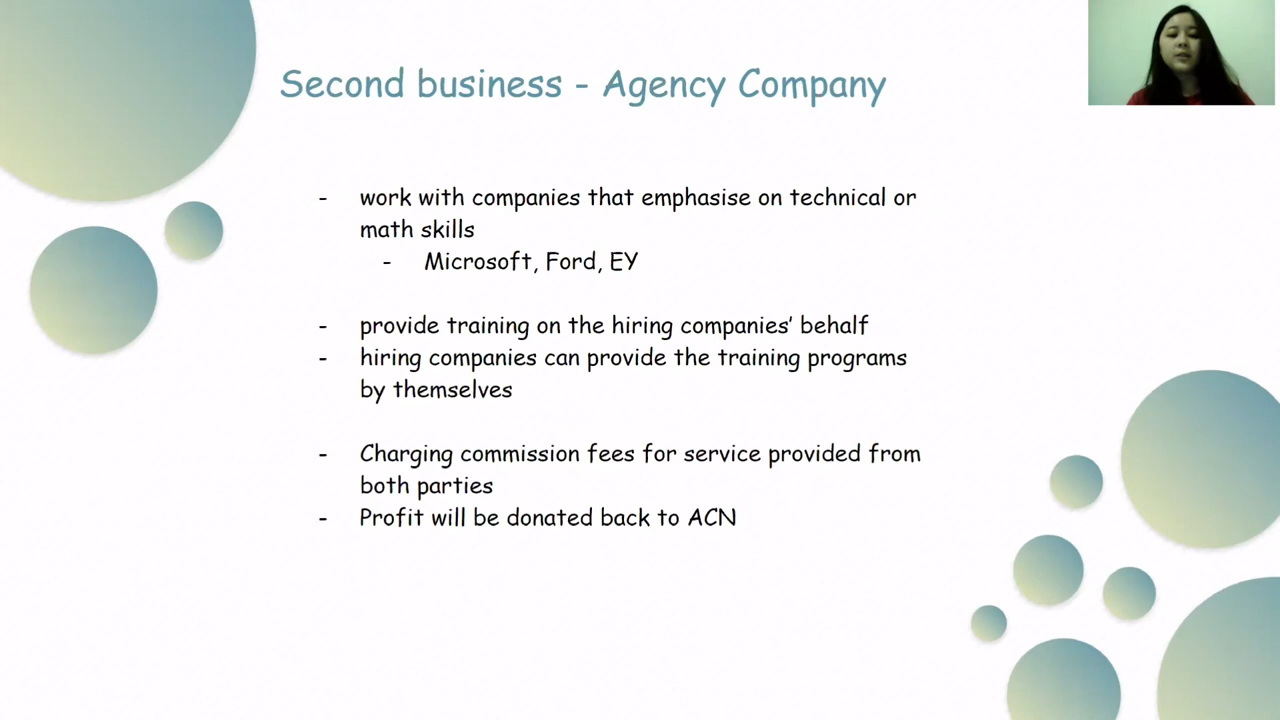 Second business - Agency Company
- work with companies that emphasise on technical or
math skills
- Microsoft, Ford, EY
- provide training on the hiring companies’ behalf
- hiring companies can provide the training programs
by themselves
- Charging commission fees for service provided from
both parties
- Profit will be donated back to ACN